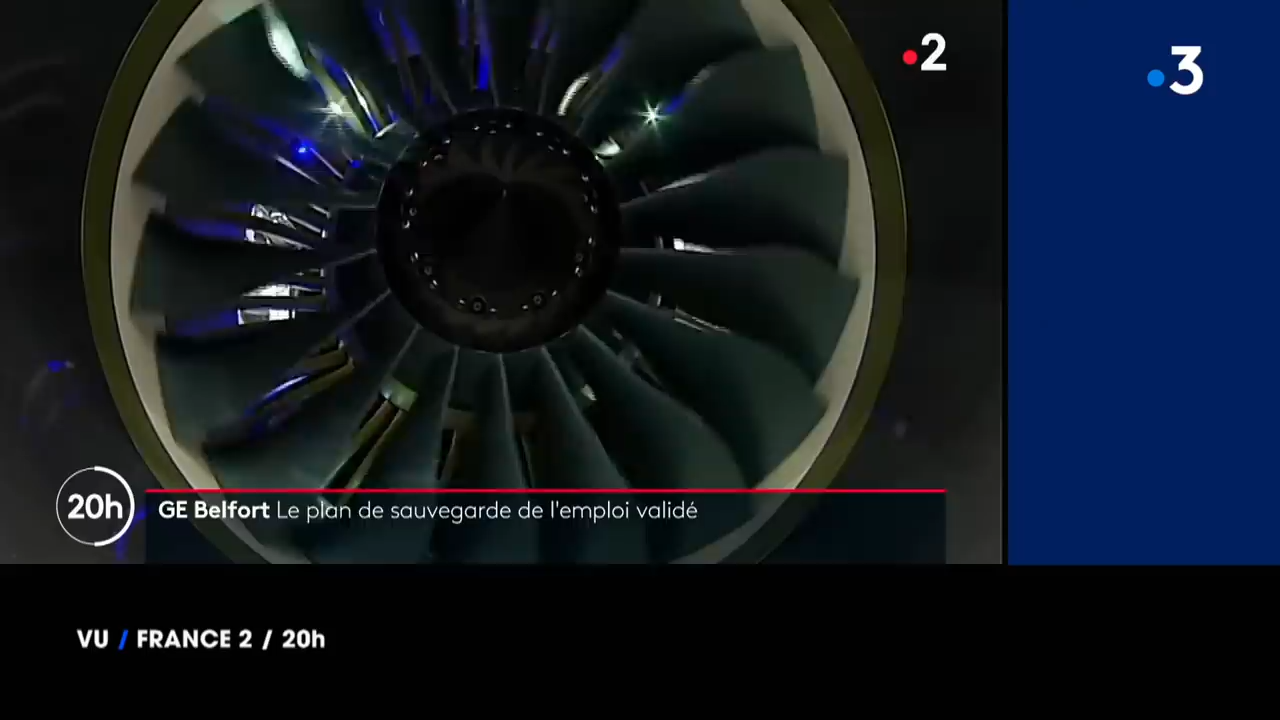 2
3
20h
GE Belfort Le plan de sauvegarde de l'emploi validé
VU / FRANCE 2 / 20h